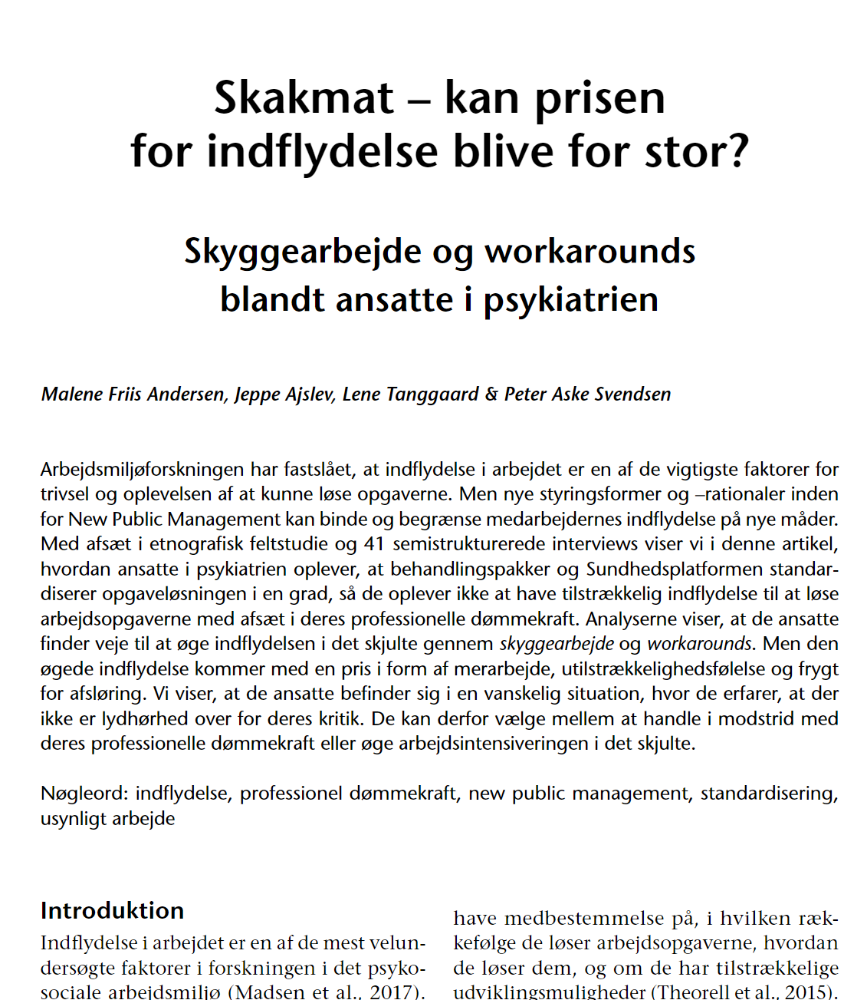 Skakmat – kan prisen
for indflydelse blive for stor?
Skyggearbejde og workarounds
blandt ansatte i psykiatrien
Malene Friis Andersen, Jeppe Ajslev, Lene Tanggaard & Peter Aske Svendsen
Arbejdsmiljøforskningen har fastslået, at indflydelse i arbejdet er en af de vigtigste faktorer for
trivsel og oplevelsen af at kunne løse opgaverne. Men nye styringsformer og –rationaler inden
for New Public Management kan binde og begrænse medarbejdernes indflydelse på nye måder.
Med afsæt i etnografisk feltstudie og 41 semistrukturerede interviews viser vi i denne artikel,
hvordan ansatte i psykiatrien oplever, at behandlingspakker og Sundhedsplatformen standar-
diserer opgaveløsningen i en grad, så de oplever ikke at have tilstrækkelig indflydelse til at løse
arbejdsopgaverne med afsæt i deres professionelle dømmekraft. Analyserne viser, at de ansatte
finder veje til at øge indflydelsen i det skjulte gennem skyggearbejde og workarounds. Men den
øgede indflydelse kommer med en pris i form af merarbejde, utilstrækkelighedsfølelse og frygt
for afsløring. Vi viser, at de ansatte befinder sig i en vanskelig situation, hvor de erfarer, at der
ikke er lydhørhed over for deres kritik. De kan derfor vælge mellem at handle i modstrid med
deres professionelle dømmekraft eller øge arbejdsintensiveringen i det skjulte.
Nøgleord: indflydelse, professionel dømmekraft, new public management, standardisering,
usynligt arbejde
Introduktion
Indflydelse i arbejdet er en af de mest velun-
dersøgte faktorer i forskningen i det psyko-
sociale arbejdsmiljø (Madsen et al., 2017).
have medbestemmelse på, i hvilken ræk-
kefølge de løser arbejdsopgaverne, hvordan
de løser dem, og om de har tilstrækkelige
udviklingsmuligheder (Theorell et al., 2015).